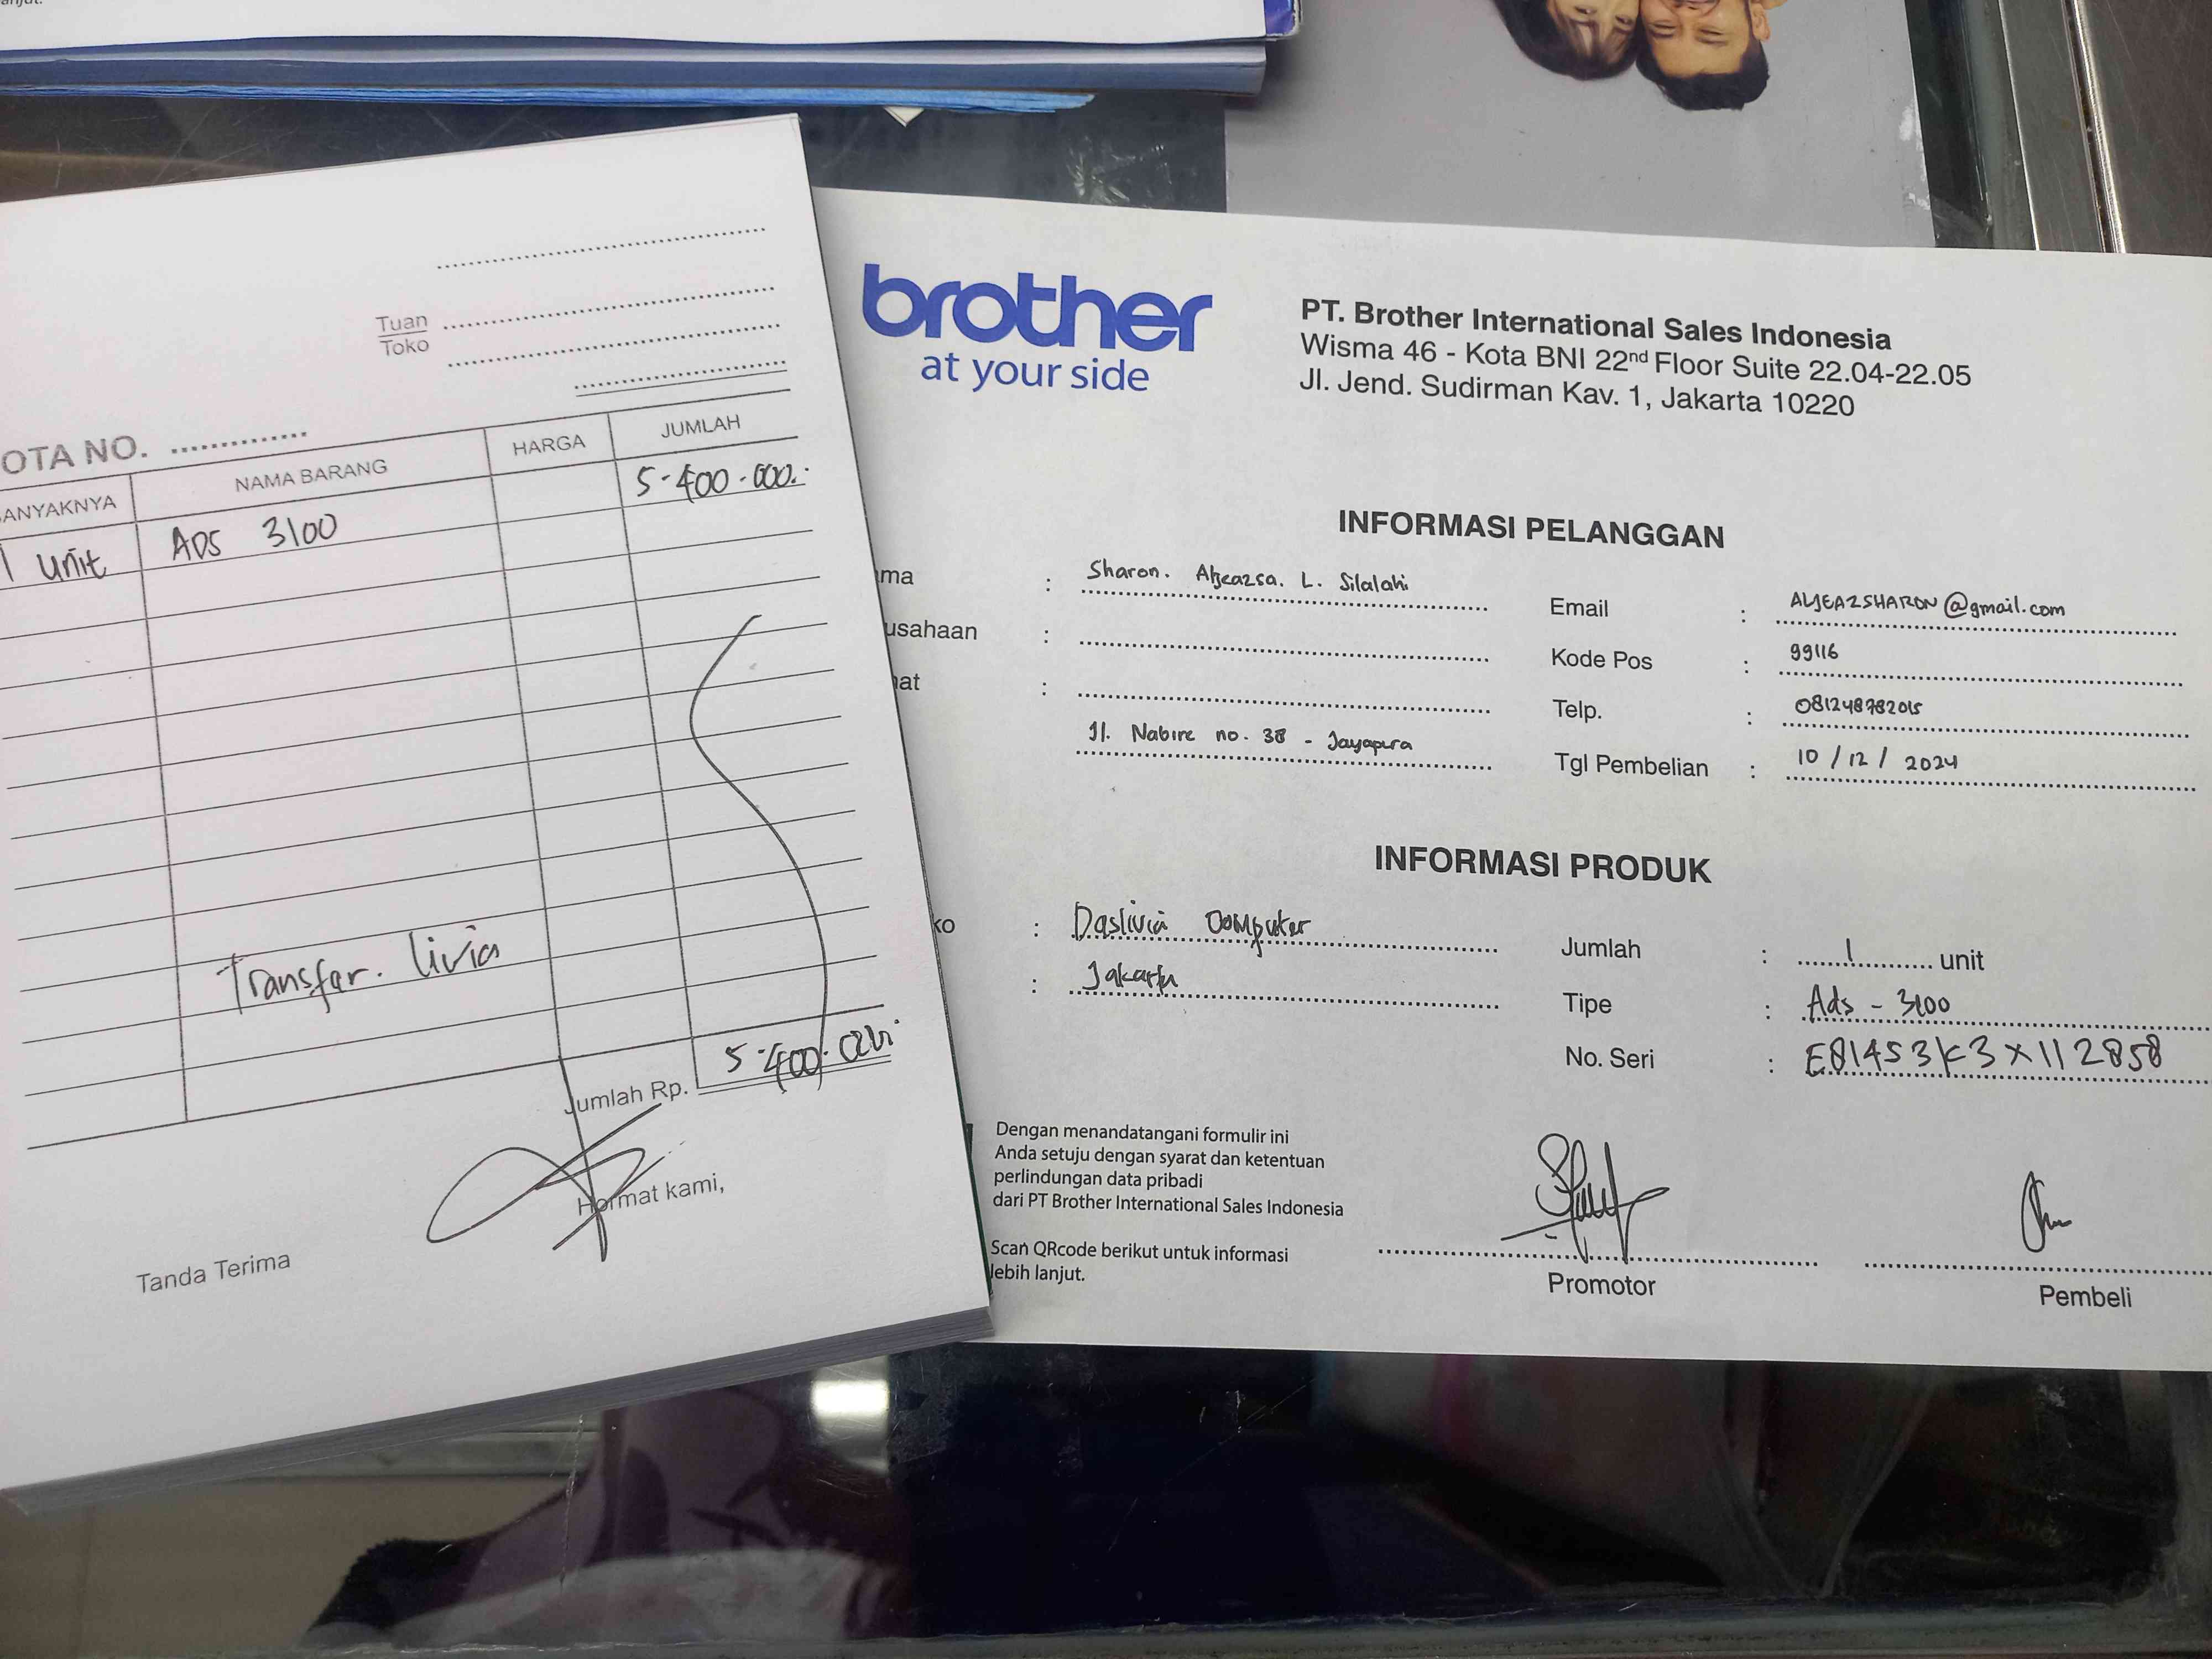 anjut.
Tuan
Toko
OTA NO. ...............
ANYAKNYA NAMA BARANG HARGA JUMLAH
1 Unit ADS 3100 5.400.000.
Transfer. livia
Jumlah Rp. 5.400.000
Hormat kami,
Tanda Terima
brother
at your side
PT. Brother International Sales Indonesia
Wisma 46 - Kota BNI 22nd Floor Suite 22.04-22.05
Jl. Jend. Sudirman Kav. 1, Jakarta 10220
INFORMASI PELANGGAN
ma : Sharon. Aljeazsa. L. Silalahi
usahaan :
at :
Jl. Nabire no. 38 - Jayapura
Email : ALJEAZSHARON@gmail.com
Kode Pos : 99116
Telp. :
Tgl Pembelian : 10 / 12 / 2024
INFORMASI PRODUK
ko : Daslivia Computer
: Jakarta
Jumlah : 1 unit
Tipe : Ads - 3100
No. Seri : E81453K3X112858
Dengan menandatangani formulir ini
Anda setuju dengan syarat dan ketentuan
perlindungan data pribadi
dari PT Brother International Sales Indonesia
Scan QRcode berikut untuk informasi
lebih lanjut.
Promotor
Pembeli